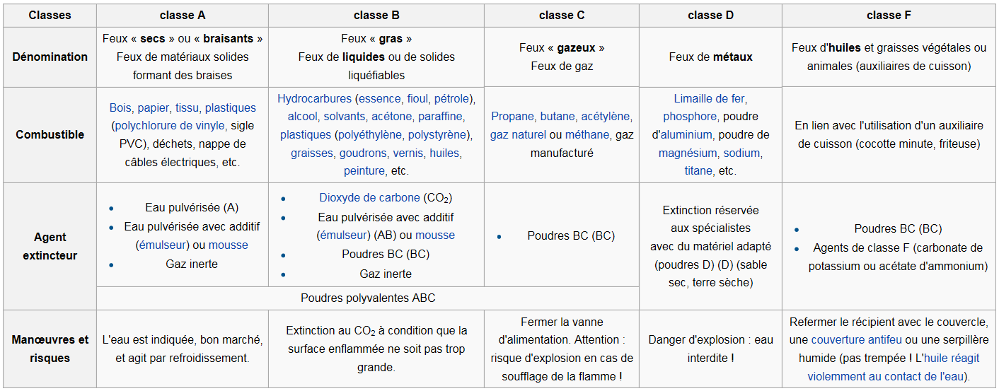 Classes
classe A
classe B
classe C
classe D
classe F
Dénomination
Feux « secs » ou « braisants »
Feux de matériaux solides
formant des braises
Feux « gras »
Feux de liquides ou de solides
liquéfiables
Feux « gazeux »
Feux de gaz
Feux de métaux
Feux d'huiles et graisses végétales ou
animales (auxiliaires de cuisson)
Combustible
Bois, papier, tissu, plastiques
(polychlorure de vinyle, sigle
PVC), déchets, nappe de
câbles électriques, etc.
Hydrocarbures (essence, fioul, pétrole),
alcool, solvants, acétone, paraffine,
plastiques (polyéthylène, polystyrène),
graisses, goudrons, vernis, huiles,
peinture, etc.
Propane, butane, acétylène,
gaz naturel ou méthane, gaz
manufacturé
Limaille de fer,
phosphore, poudre
d'aluminium, poudre de
magnésium, sodium,
titane, etc.
En lien avec l'utilisation d'un auxiliaire
de cuisson (cocotte minute, friteuse)
Agent
extincteur
• Eau pulvérisée (A)
• Eau pulvérisée avec additif
(émulseur) ou mousse
• Gaz inerte
• Dioxyde de carbone (CO₂)
• Eau pulvérisée avec additif
(émulseur) (AB) ou mousse
• Poudres BC (BC)
• Gaz inerte
• Poudres BC (BC)
Poudres polyvalentes ABC
Extinction réservée
aux spécialistes
avec du matériel adapté
(poudres D) (D) (sable
sec, terre sèche)
• Poudres BC (BC)
• Agents de classe F (carbonate de
potassium ou acétate d'ammonium)
Manœuvres et
risques
L'eau est indiquée, bon marché,
et agit par refroidissement.
Extinction au CO₂ à condition que la
surface enflammée ne soit pas trop
grande.
Fermer la vanne
d'alimentation. Attention :
risque d'explosion en cas de
soufflage de la flamme !
Danger d'explosion : eau
interdite !
Refermer le récipient avec le couvercle,
une couverture antifeu ou une serpillère
humide (pas trempée ! L'huile réagit
violemment au contact de l'eau).